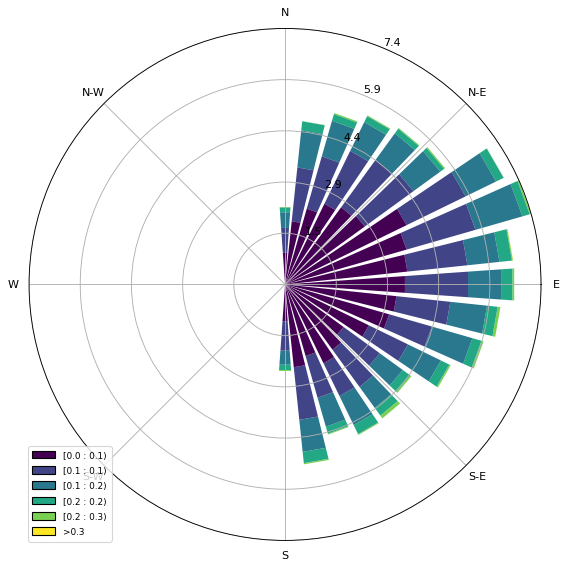 N
7.4
5.9
N-W
N-E
4.4
2.9
W
E
S-W
S-E
[0.0 : 0.1)
[0.1 : 0.1)
[0.1 : 0.2)
[0.2 : 0.2)
[0.2 : 0.3)
>0.3
S